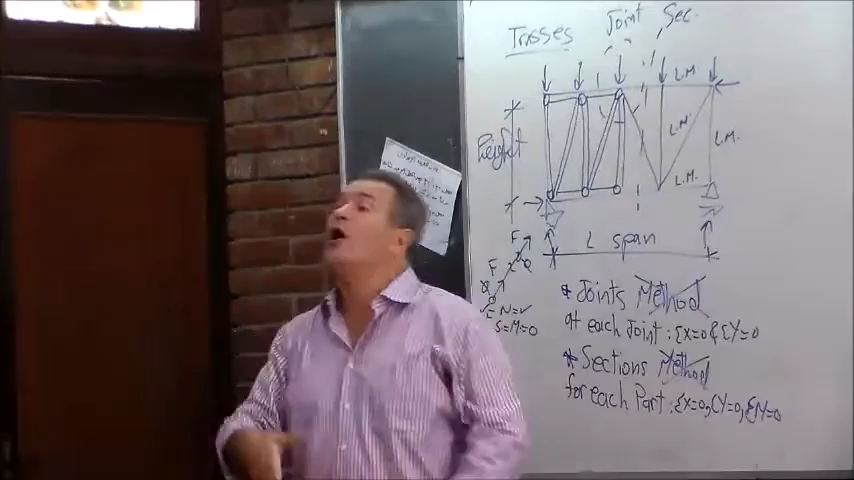 Trusses
Joint Sec.
L.M
Height
L.M
L.M.
L.M.
L span
F
F
N=✓
S=M=0
* Joints Method
at each Joint: ΣX=0 & ΣY=0
* Sections Method
for each Part: ΣX=0, ΣY=0, ΣM=0